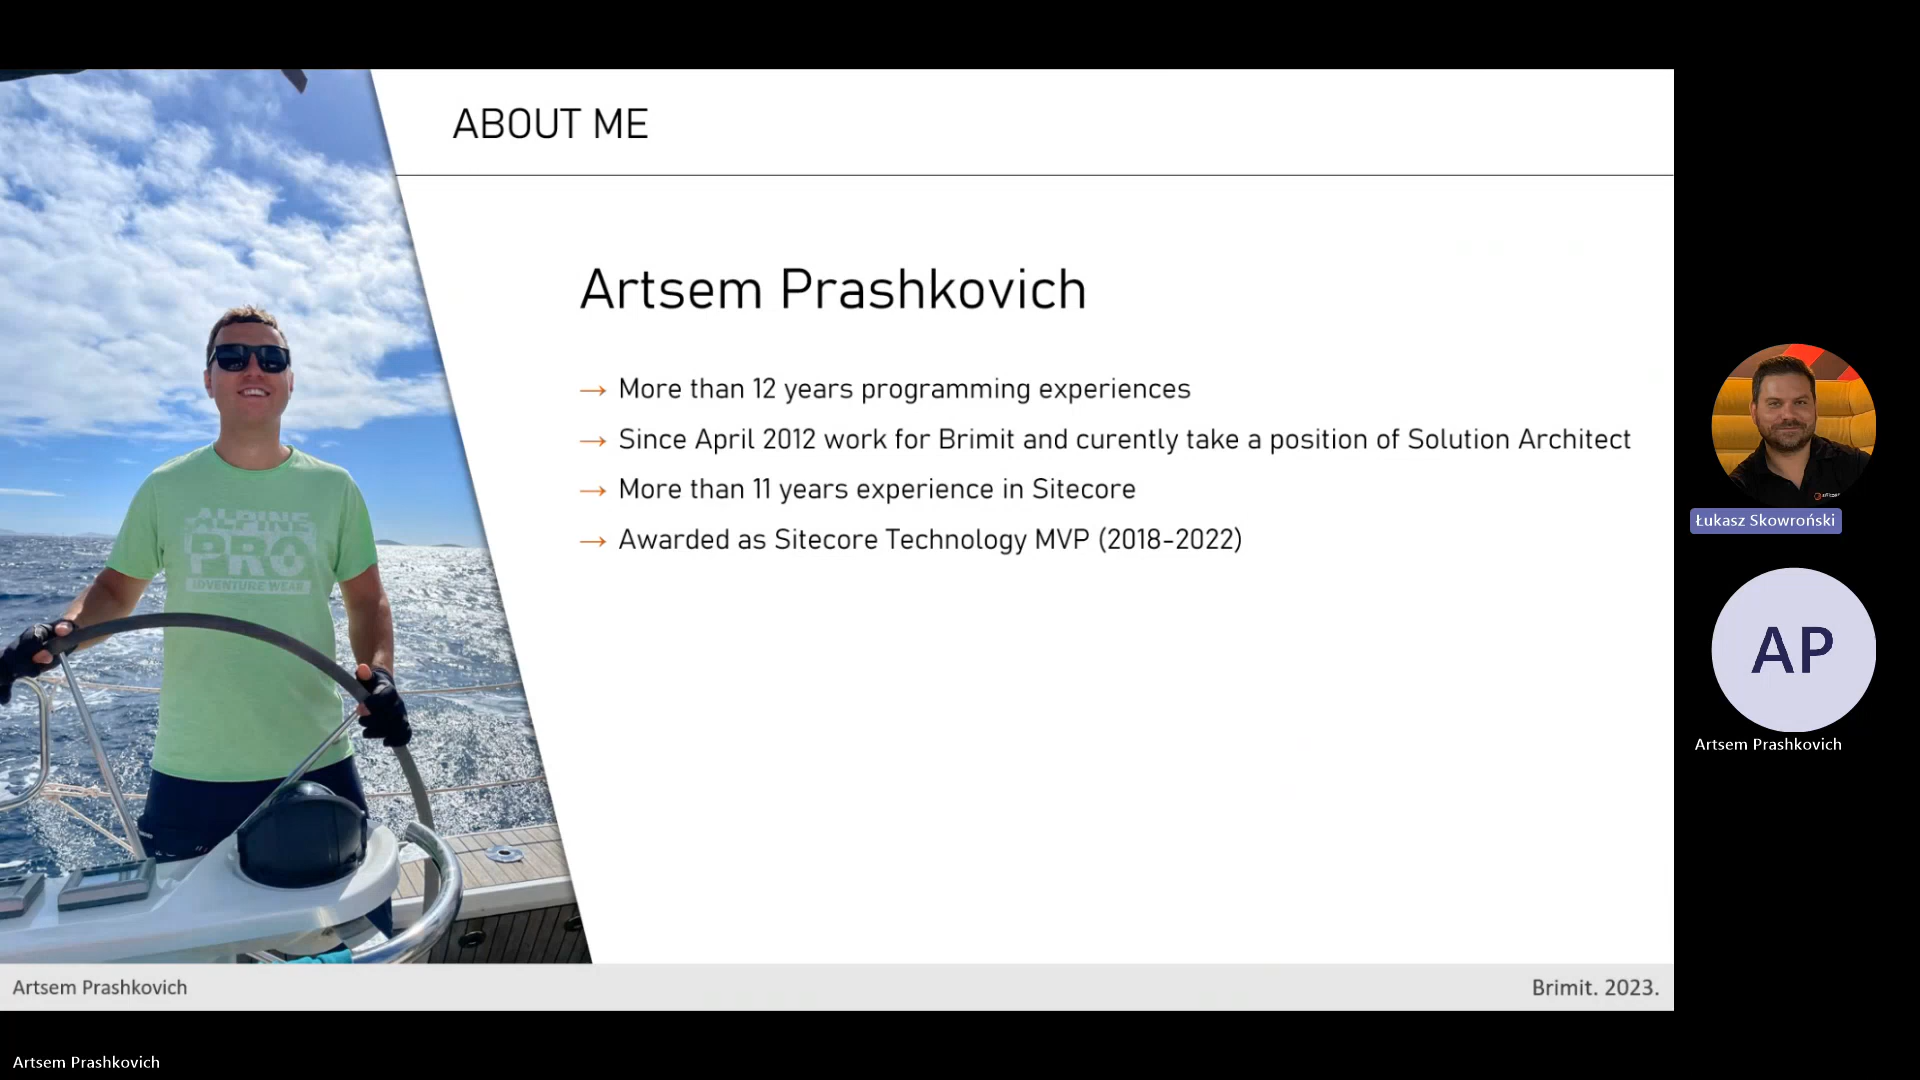 ABOUT ME
Artsem Prashkovich
→ More than 12 years programming experiences
→ Since April 2012 work for Brimit and curently take a position of Solution Architect
→ More than 11 years experience in Sitecore
→ Awarded as Sitecore Technology MVP (2018-2022)
ALPINE
PRO
ADVENTURE WEAR
Artsem Prashkovich
Brimit. 2023.
Łukasz Skowroński
AP
Artsem Prashkovich
Artsem Prashkovich